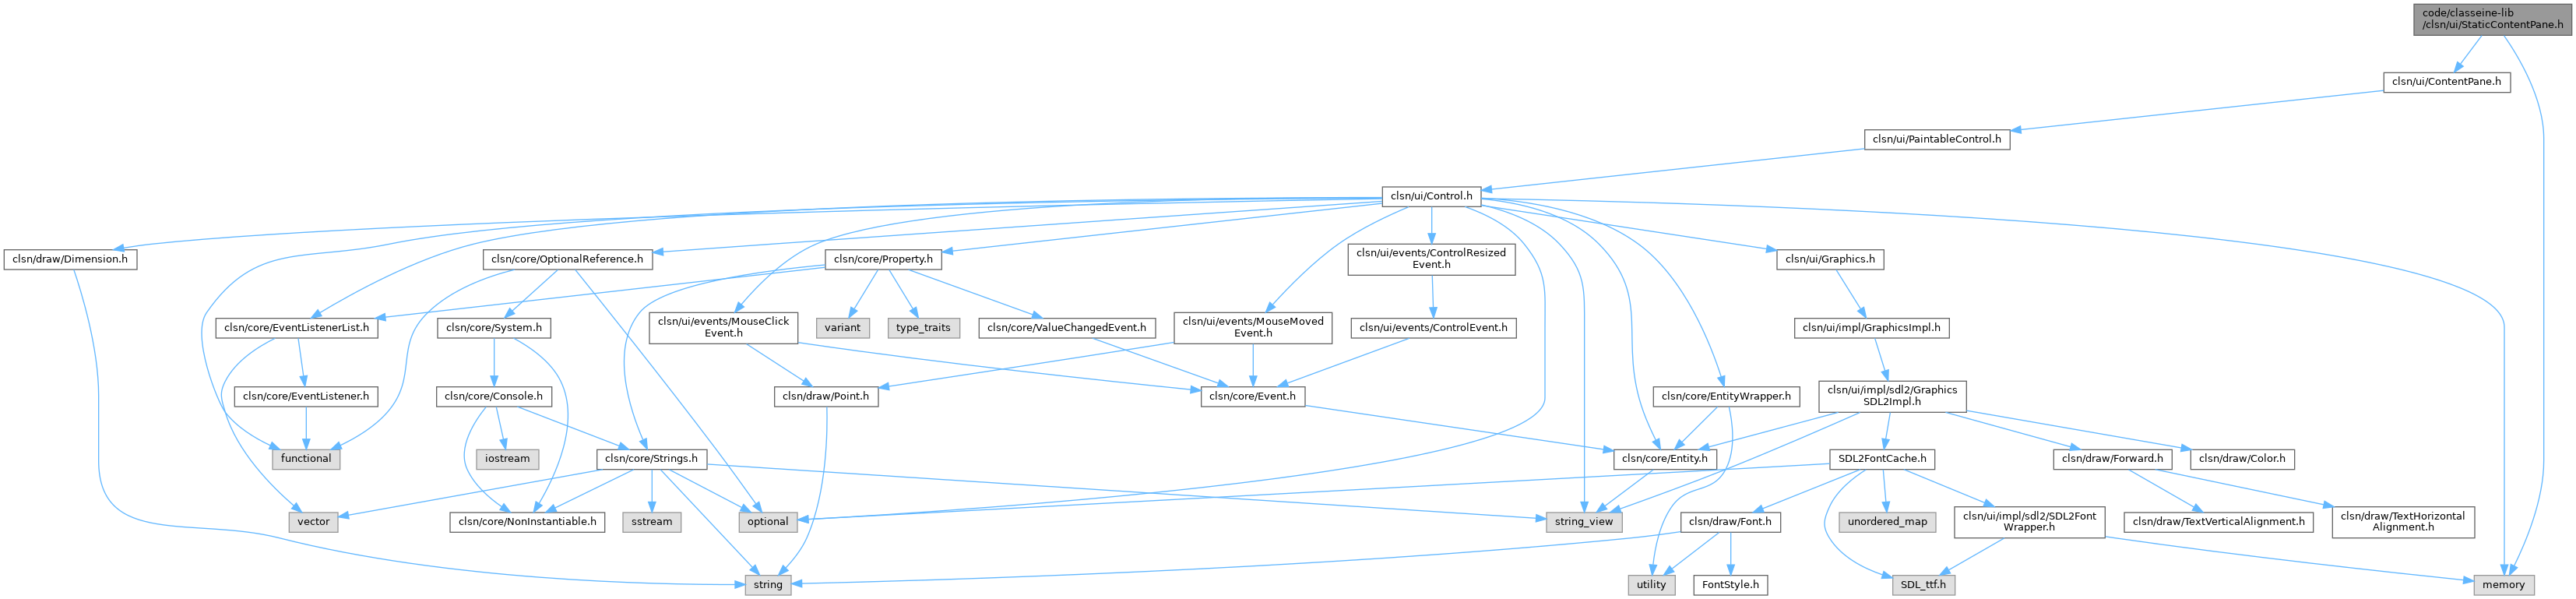 code/classeine-lib
/clsn/ui/StaticContentPane.h
clsn/ui/ContentPane.h
clsn/ui/PaintableControl.h
clsn/ui/Control.h
clsn/draw/Dimension.h
clsn/core/OptionalReference.h
clsn/core/Property.h
clsn/ui/events/ControlResized
Event.h
clsn/ui/Graphics.h
clsn/core/EventListenerList.h
clsn/core/System.h
clsn/ui/events/MouseClick
Event.h
variant
type_traits
clsn/core/ValueChangedEvent.h
clsn/ui/events/MouseMoved
Event.h
clsn/ui/events/ControlEvent.h
clsn/ui/impl/GraphicsImpl.h
clsn/core/EventListener.h
clsn/core/Console.h
clsn/draw/Point.h
clsn/core/Event.h
clsn/core/EntityWrapper.h
clsn/ui/impl/sdl2/Graphics
SDL2Impl.h
functional
iostream
clsn/core/Strings.h
clsn/core/Entity.h
SDL2FontCache.h
clsn/draw/Forward.h
clsn/draw/Color.h
vector
clsn/core/NonInstantiable.h
sstream
optional
string_view
clsn/draw/Font.h
unordered_map
clsn/ui/impl/sdl2/SDL2Font
Wrapper.h
clsn/draw/TextVerticalAlignment.h
clsn/draw/TextHorizontal
Alignment.h
string
utility
FontStyle.h
SDL_ttf.h
memory